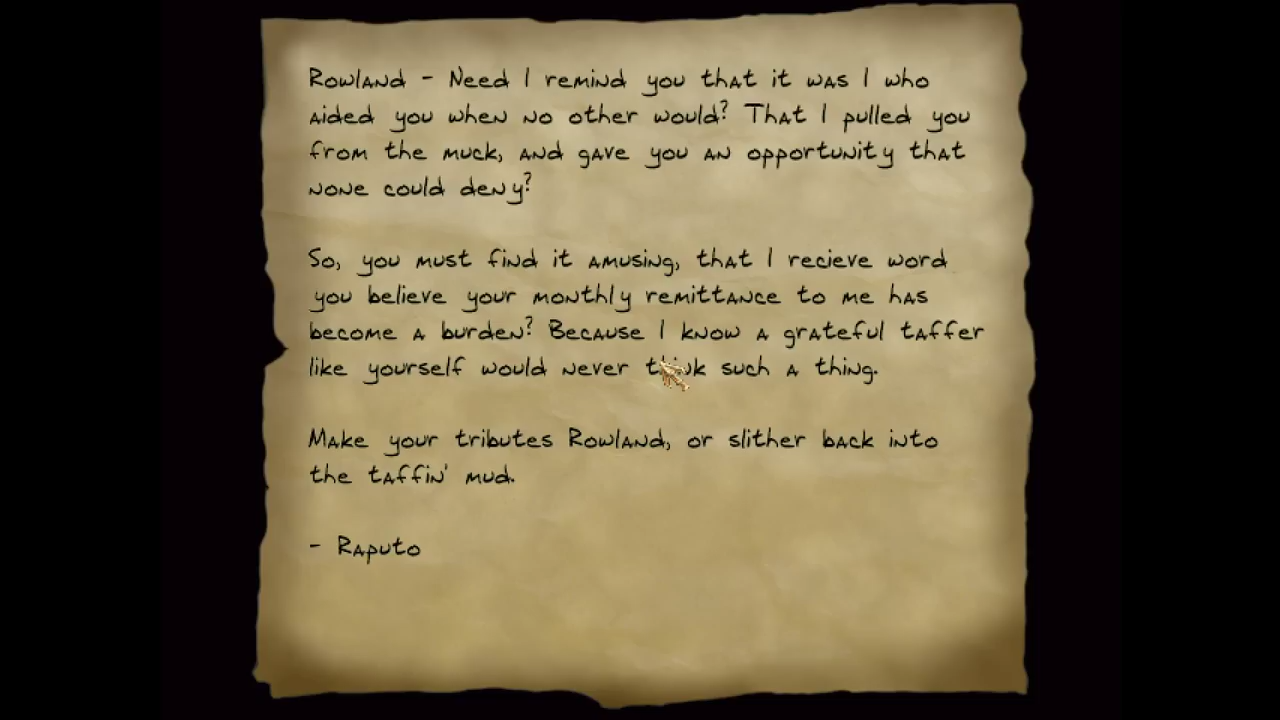 Rowland - Need I remind you that it was I who
aided you when no other would? That I pulled you
from the muck, and gave you an opportunity that
none could deny?
So, you must find it amusing, that I recieve word
you believe your monthly remittance to me has
become a burden? Because I know a grateful taffer
like yourself would never think such a thing.
Make your tributes Rowland, or slither back into
the taffin' mud.
- Raputo